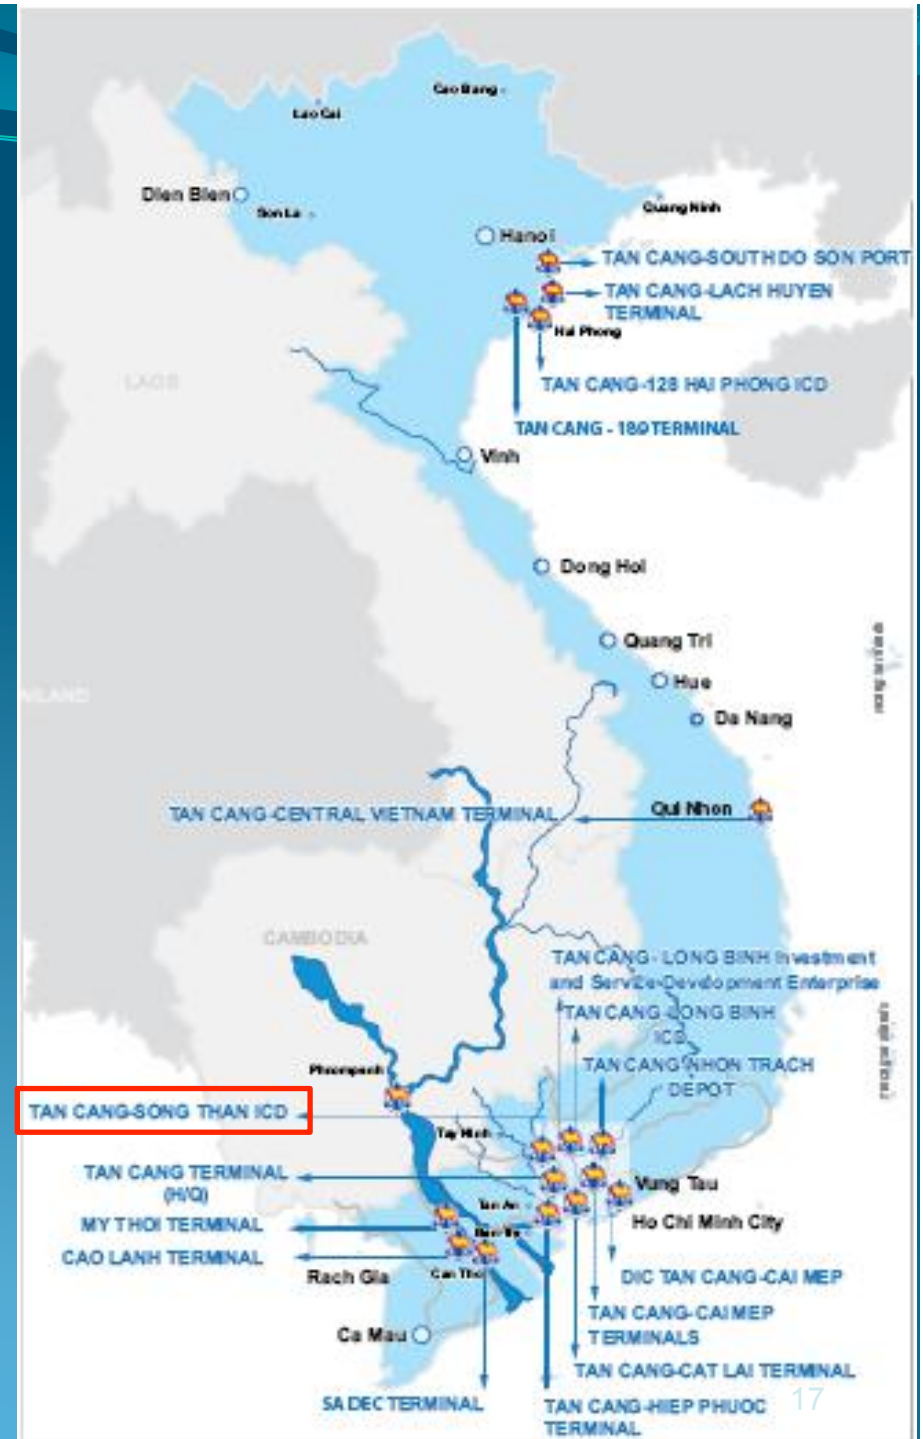 Cao Bang
Lao Cai
Dien Bien
Son La
Quang Ninh
Hanoi
TAN CANG-SOUTH DO SON PORT
TAN CANG-LACH HUYEN
TERMINAL
Hai Phong
LAOS
TAN CANG-128 HAI PHONG ICD
TAN CANG - 189 TERMINAL
Vinh
Dong Hoi
Quang Tri
Hue
Da Nang
Qui Nhon
TAN CANG-CENTRAL VIETNAM TERMINAL
CAMBODIA
TAN CANG - LONG BINH Investment
and Service Development Enterprise
TAN CANG-LONG BINH
ICD
TAN CANG-NHON TRACH
DEPOT
Phnompenh
TAN CANG-SONG THAN ICD
Tay Ninh
TAN CANG TERMINAL
(H/Q)
Vung Tau
Tan An
MY THOI TERMINAL
Ho Chi Minh City
CAO LANH TERMINAL
Rach Gia
Can Tho
DIC TAN CANG-CAI MEP
TAN CANG-CAI MEP
TERMINALS
Ca Mau
TAN CANG-CAT LAI TERMINAL
SA DEC TERMINAL
TAN CANG-HIEP PHUOC
TERMINAL
17